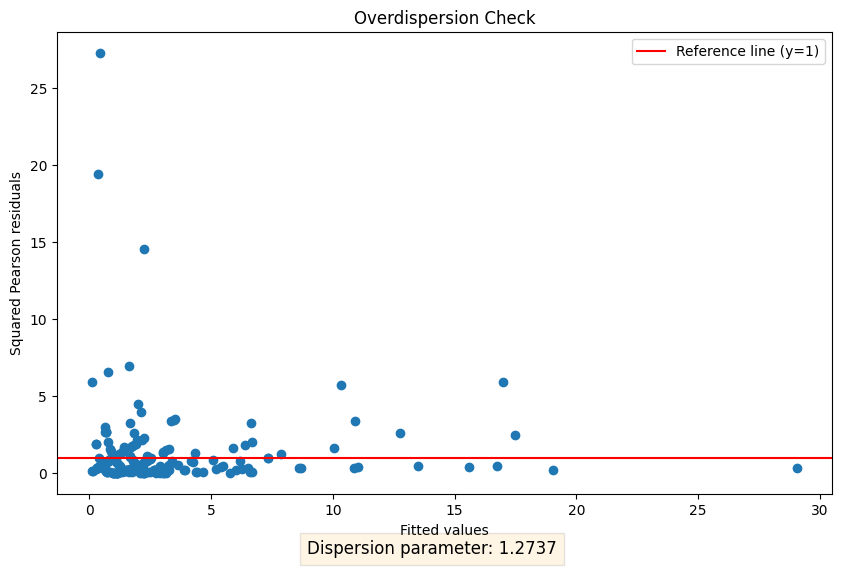 Overdispersion Check
Reference line (y=1)
Squared Pearson residuals
25
20
15
10
5
0
0 5 10 15 20 25 30
Fitted values
Dispersion parameter: 1.2737